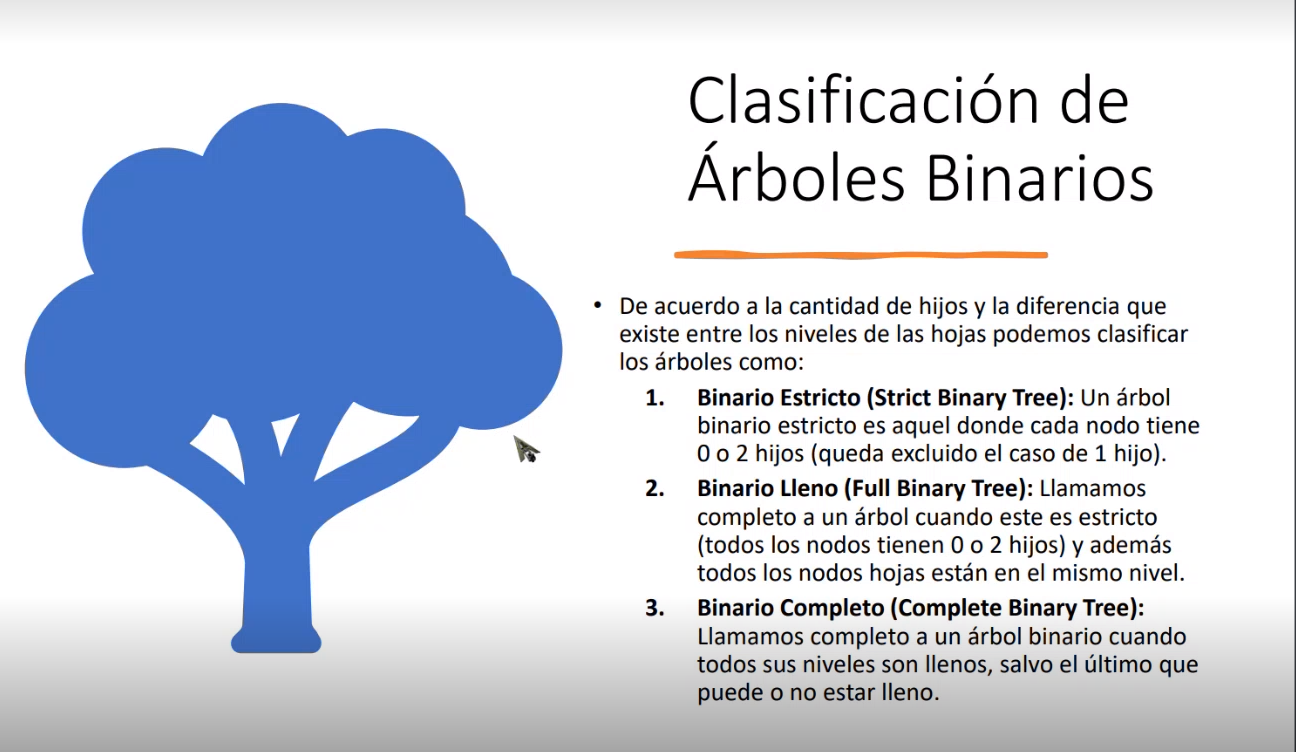 Clasificación de
Árboles Binarios
• De acuerdo a la cantidad de hijos y la diferencia que
existe entre los niveles de las hojas podemos clasificar
los árboles como:
1. Binario Estricto (Strict Binary Tree): Un árbol
binario estricto es aquel donde cada nodo tiene
0 o 2 hijos (queda excluido el caso de 1 hijo).
2. Binario Lleno (Full Binary Tree): Llamamos
completo a un árbol cuando este es estricto
(todos los nodos tienen 0 o 2 hijos) y además
todos los nodos hojas están en el mismo nivel.
3. Binario Completo (Complete Binary Tree):
Llamamos completo a un árbol binario cuando
todos sus niveles son llenos, salvo el último que
puede o no estar lleno.